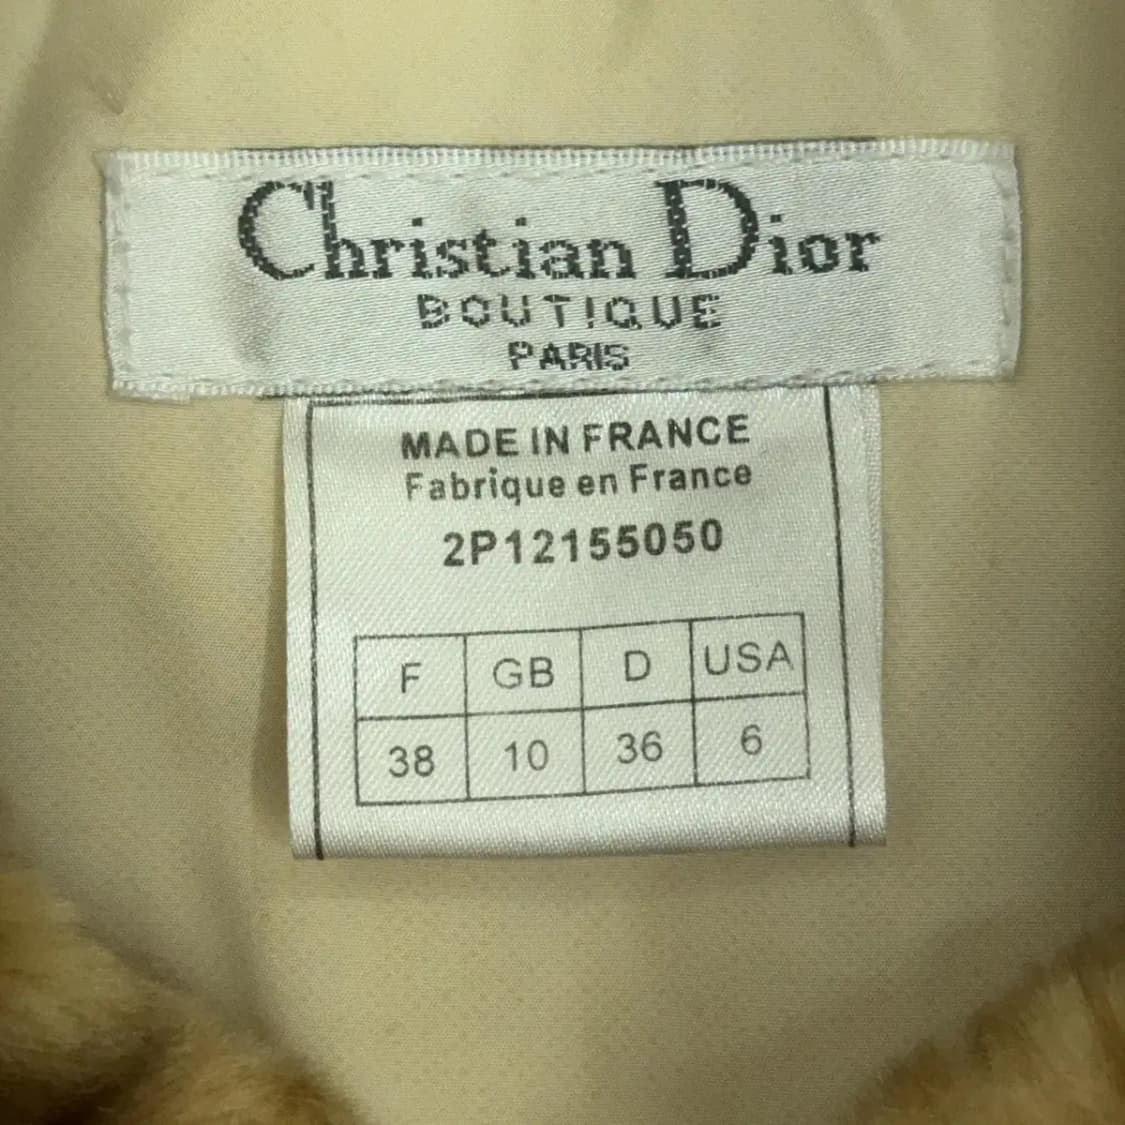 Christian Dior
BOUTIQUE
PARIS
MADE IN FRANCE
Fabrique en France
2P12155050
F GB D USA
38 10 36 6